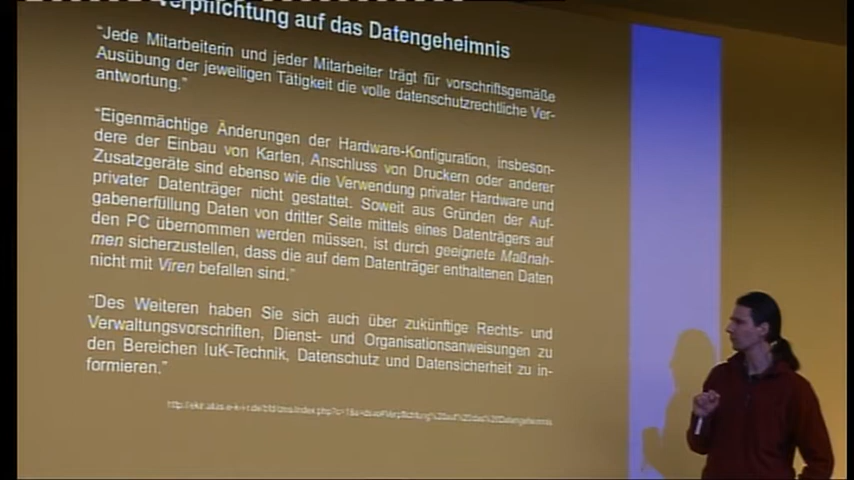 Verpflichtung auf das Datengeheimnis
“Jede Mitarbeiterin und jeder Mitarbeiter trägt für vorschriftsgemäße
Ausübung der jeweiligen Tätigkeit die volle datenschutzrechtliche Ver-
antwortung.”
“Eigenmächtige Änderungen der Hardware-Konfiguration, insbeson-
dere der Einbau von Karten, Anschluss von Druckern oder anderer
Zusatzgeräte sind ebenso wie die Verwendung privater Hardware und
privater Datenträger nicht gestattet. Soweit aus Gründen der Auf-
gabenerfüllung Daten von dritter Seite mittels eines Datenträgers auf
den PC übernommen werden müssen, ist durch geeignete Maßnah-
men sicherzustellen, dass die auf dem Datenträger enthaltenen Daten
nicht mit Viren befallen sind.”
“Des Weiteren haben Sie sich auch über zukünftige Rechts- und
Verwaltungsvorschriften, Dienst- und Organisationsanweisungen zu
den Bereichen IuK-Technik, Datenschutz und Datensicherheit zu in-
formieren.”